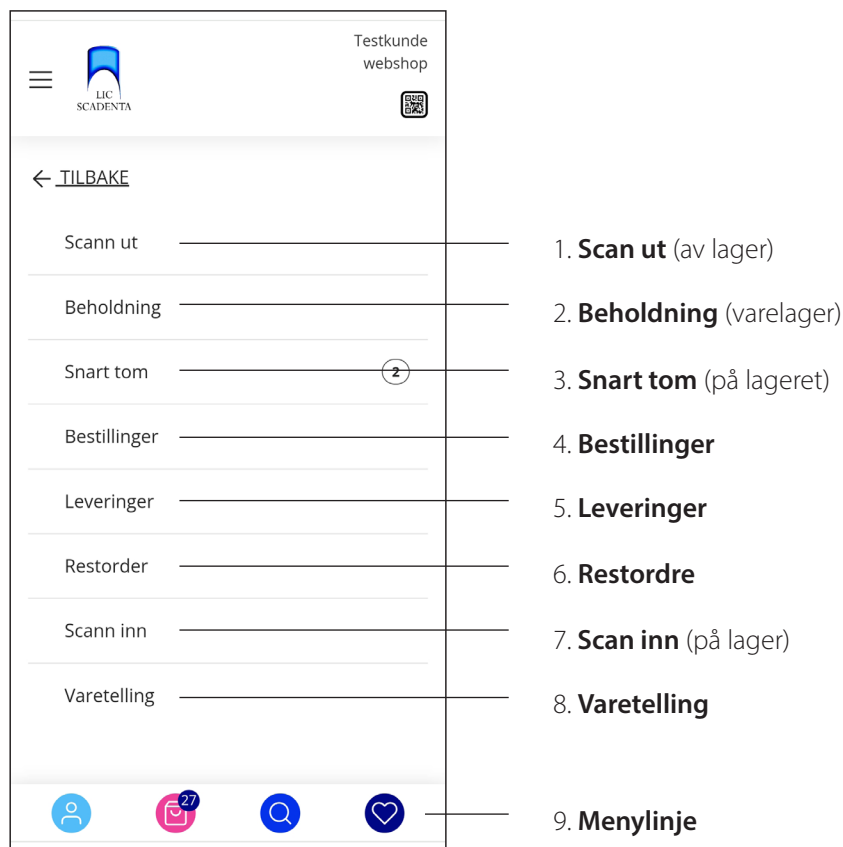 Testkunde
webshop
LIC
SCADENTA
TILBAKE
Scann ut
1. Scan ut (av lager)
Beholdning
2. Beholdning (varelager)
Snart tom
2
3. Snart tom (på lageret)
Bestillinger
4. Bestillinger
Leveringer
5. Leveringer
Restorder
6. Restordre
Scann inn
7. Scan inn (på lager)
Varetelling
8. Varetelling
27
9. Menylinje